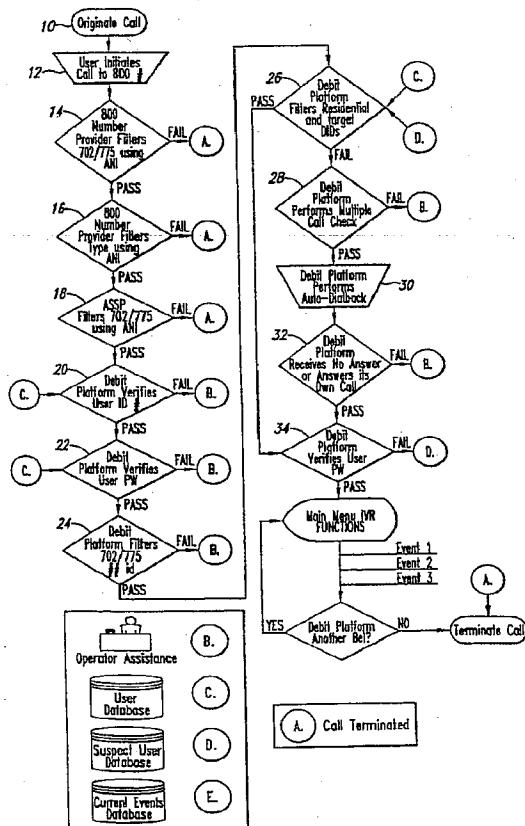 10
Originate Call
12
User Initiates
Call to 800 #
14
800
Number
Provider Filters
702/775 using
ANI
FAIL
A.
PASS
16
800
Number
Provider Filters
Type using
ANI
FAIL
A.
PASS
18
ASSP
Filters 702/775
using ANI
FAIL
A.
PASS
20
C.
Debit
Platform Verifies
User ID
#
FAIL
B.
PASS
22
C.
Debit
Platform Verifies
User PW
FAIL
B.
PASS
24
Debit
Platform Filters
702/775
## id
FAIL
B.
PASS
26
PASS
Debit
Platform
Filters Residential
and target
DIDs
C.
D.
FAIL
28
Debit
Platform
Performs Multiple
Call Check
FAIL
B.
PASS
Debit Platform
Performs
Auto-Dialback
30
32
Debit
Platform
Receives No Answer
or Answers its
Own Call
FAIL
B.
PASS
34
Debit
Platform
Verifies User
PW
FAIL
D.
PASS
Main Menu IVR
FUNCTIONS
Event 1
Event 2
Event 3
YES
Debit Platform
Another Bet?
NO
A.
Terminate Call
Operator Assistance
B.
User
Database
C.
Suspect User
Database
D.
Current Events
Database
E.
A.
Call Terminated